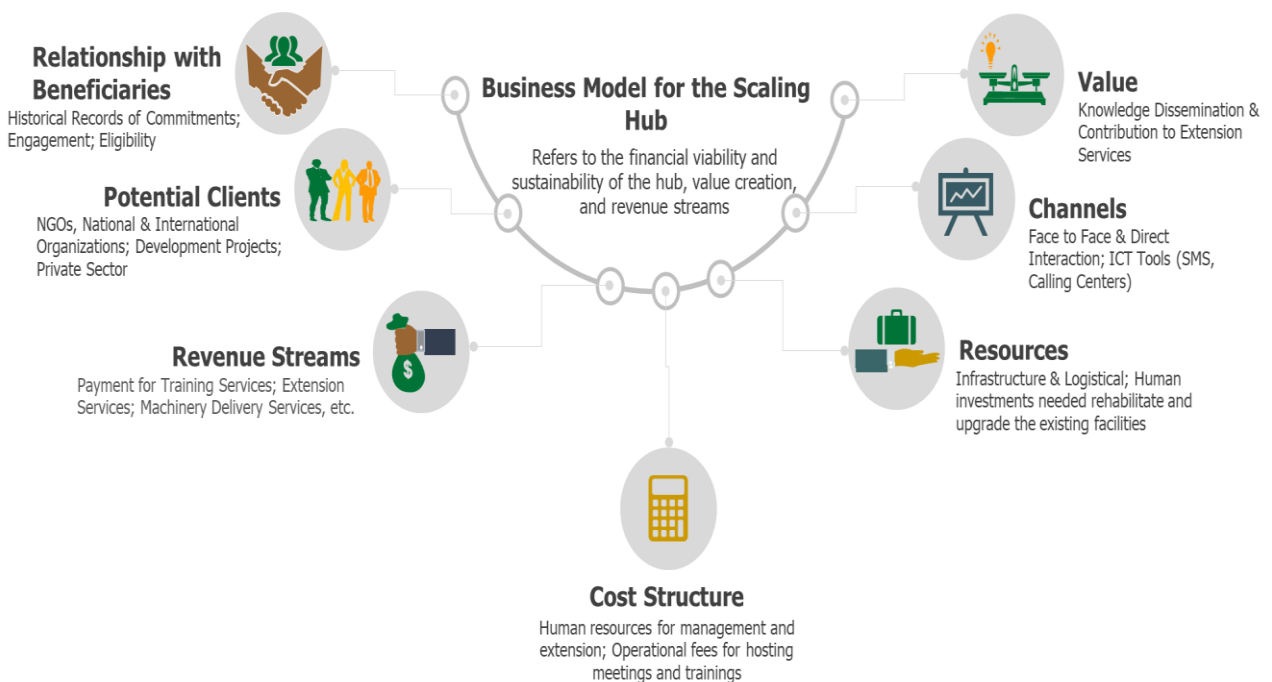 Business Model for the Scaling
Hub
Refers to the financial viability and
sustainability of the hub, value creation,
and revenue streams
Relationship with
Beneficiaries
Historical Records of Commitments;
Engagement; Eligibility
Potential Clients
NGOs, National & International
Organizations; Development Projects;
Private Sector
Revenue Streams
Payment for Training Services; Extension
Services; Machinery Delivery Services, etc.
$
Cost Structure
Human resources for management and
extension; Operational fees for hosting
meetings and trainings
Resources
Infrastructure & Logistical; Human
investments needed rehabilitate and
upgrade the existing facilities
Channels
Face to Face & Direct
Interaction; ICT Tools (SMS,
Calling Centers)
Value
Knowledge Dissemination &
Contribution to Extension
Services